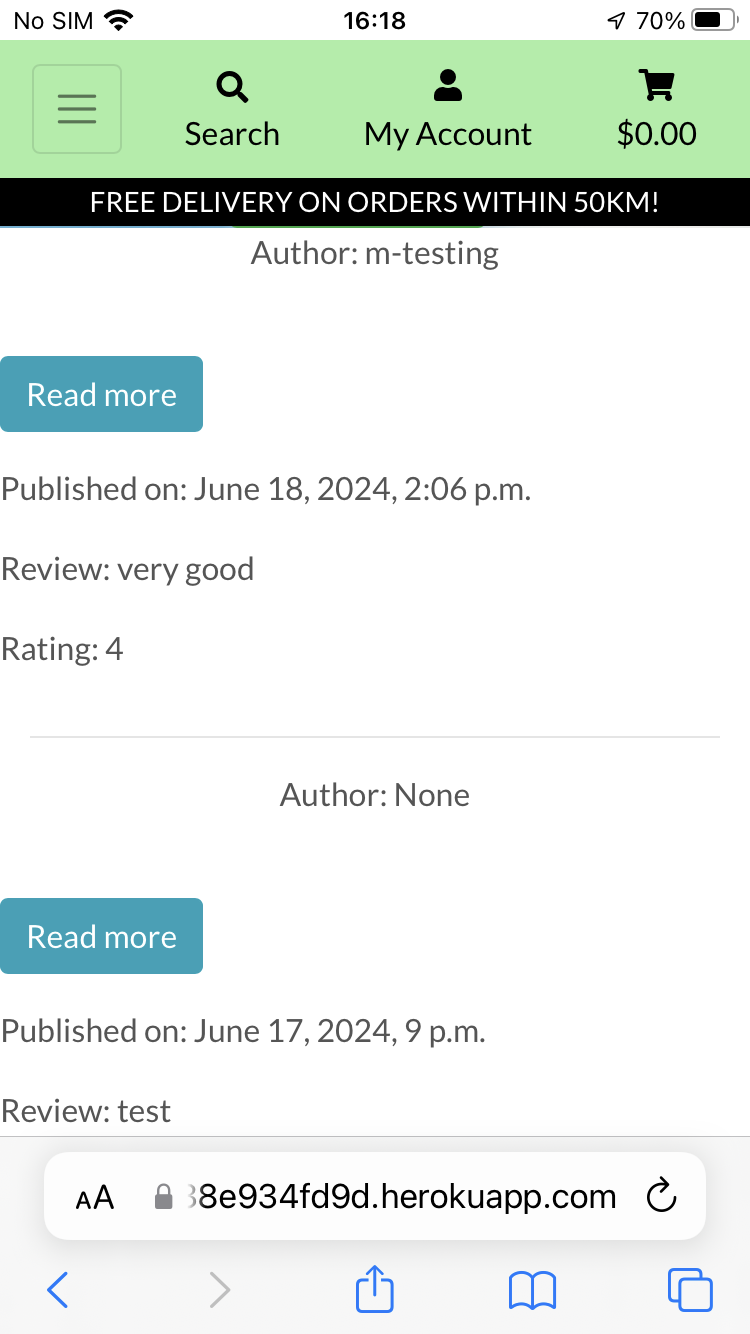 No SIM 16:18 70%
Search My Account $0.00
FREE DELIVERY ON ORDERS WITHIN 50KM!
Author: m-testing
Read more
Published on: June 18, 2024, 2:06 p.m.
Review: very good
Rating: 4
Author: None
Read more
Published on: June 17, 2024, 9 p.m.
Review: test
AA 8e934fd9d.herokuapp.com